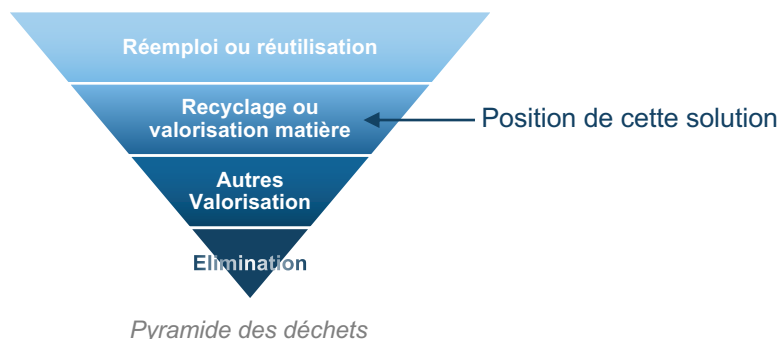 Réemploi ou réutilisation
Recyclage ou
valorisation matière
Position de cette solution
Autres
Valorisation
Elimination
Pyramide des déchets